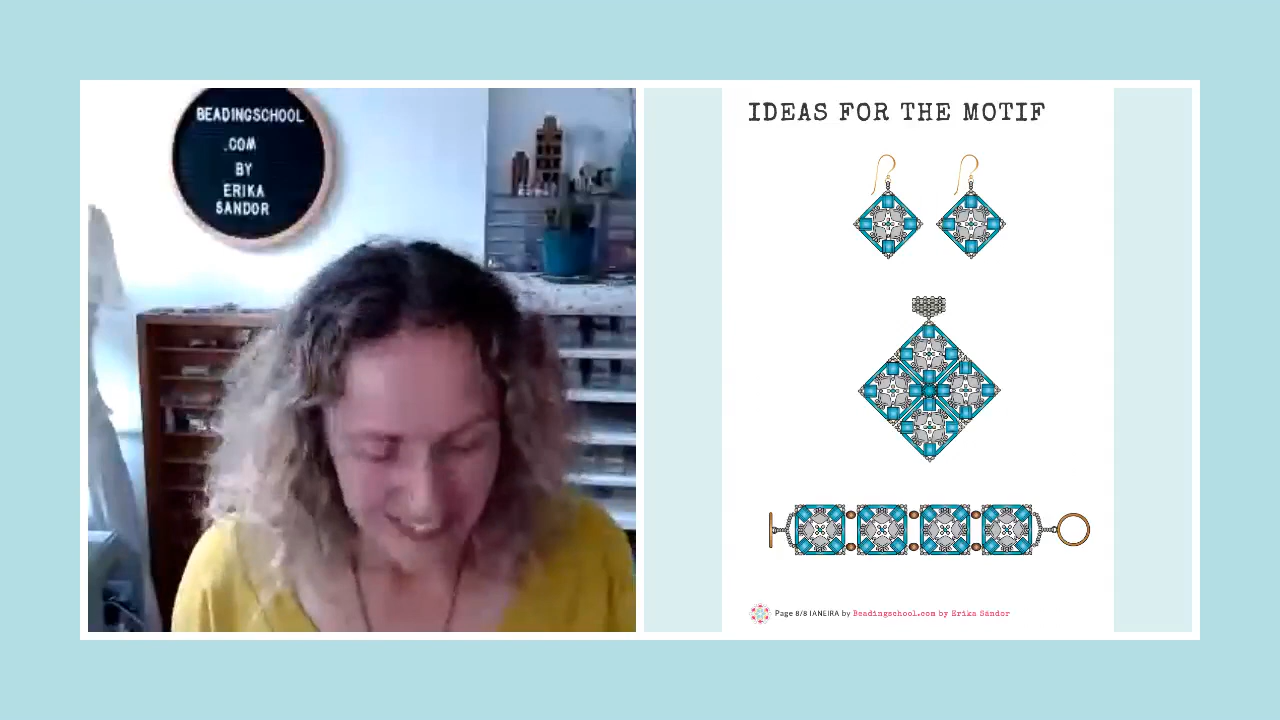 BEADINGSCHOOL
.COM
BY
ERIKA
SANDOR
IDEAS FOR THE MOTIF
Page 8/8 IANEIRA by Beadingschool.com by Erika Sándor